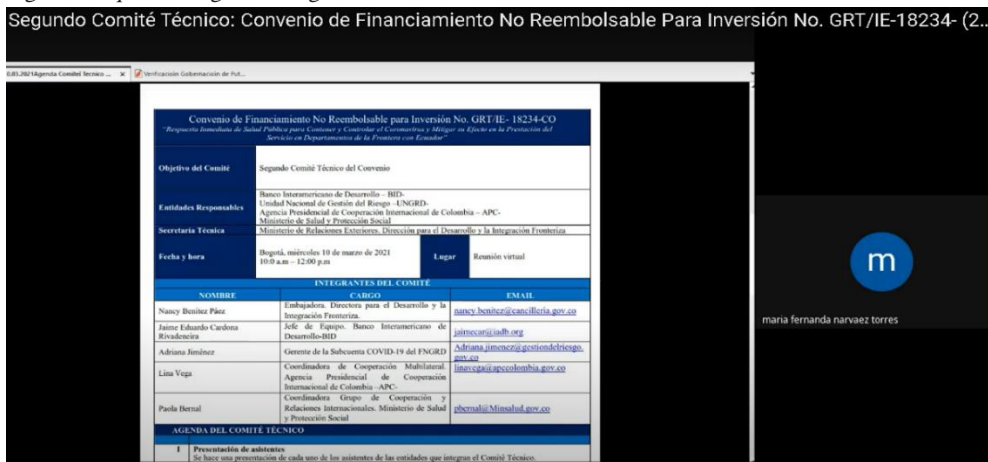 Segundo Comité Técnico: Convenio de Financiamiento No Reembolsable Para Inversión No. GRT/IE-18234- (2...
Verificación Gobernación de Put...
Convenio de Financiamiento No Reembolsable para Inversión No. GRT/IE- 18234-CO
"Respuesta Inmediata de Salud Pública para Contener y Controlar el Coronavirus y Mitigar su Efecto en la Prestación del
Servicio en Departamentos de la Frontera con Ecuador"
Objetivo del Comité
Segundo Comité Técnico del Convenio
Entidades Responsables
Banco Interamericano de Desarrollo – BID-
Unidad Nacional de Gestión del Riesgo –UNGRD-
Agencia Presidencial de Cooperación Internacional de Colombia – APC-
Ministerio de Salud y Protección Social
Secretaría Técnica
Ministerio de Relaciones Exteriores. Dirección para el Desarrollo y la Integración Fronteriza
Fecha y hora
Bogotá, miércoles 10 de marzo de 2021
10:0 a.m – 12:00 p.m
Lugar
Reunión virtual
INTEGRANTES DEL COMITÉ
NOMBRE CARGO EMAIL
Nancy Benítez Páez
Embajadora. Directora para el Desarrollo y la
Integración Fronteriza.
nancy.benitez@cancilleria.gov.co
Jaime Eduardo Cardona
Rivadeneira
Jefe de Equipo. Banco Interamericano de
Desarrollo-BID
jaimecar@iadb.org
Adriana Jiménez
Gerente de la Subcuenta COVID-19 del FNGRD
Adriana.jimenez@gestiondelriesgo.
gov.co
Lina Vega
Coordinadora de Cooperación Multilateral.
Agencia Presidencial de Cooperación
Internacional de Colombia –APC-
linavega@apccolombia.gov.co
Paola Bernal
Coordinadora Grupo de Cooperación y
Relaciones Internacionales. Ministerio de Salud
y Protección Social
pbernal@Minsalud.gov.co
AGENDA DEL COMITÉ TÉCNICO
1 Presentación de asistentes
Se hace una presentación de cada uno de los asistentes de las entidades que integran el Comité Técnico.
m
maria fernanda narvaez torres